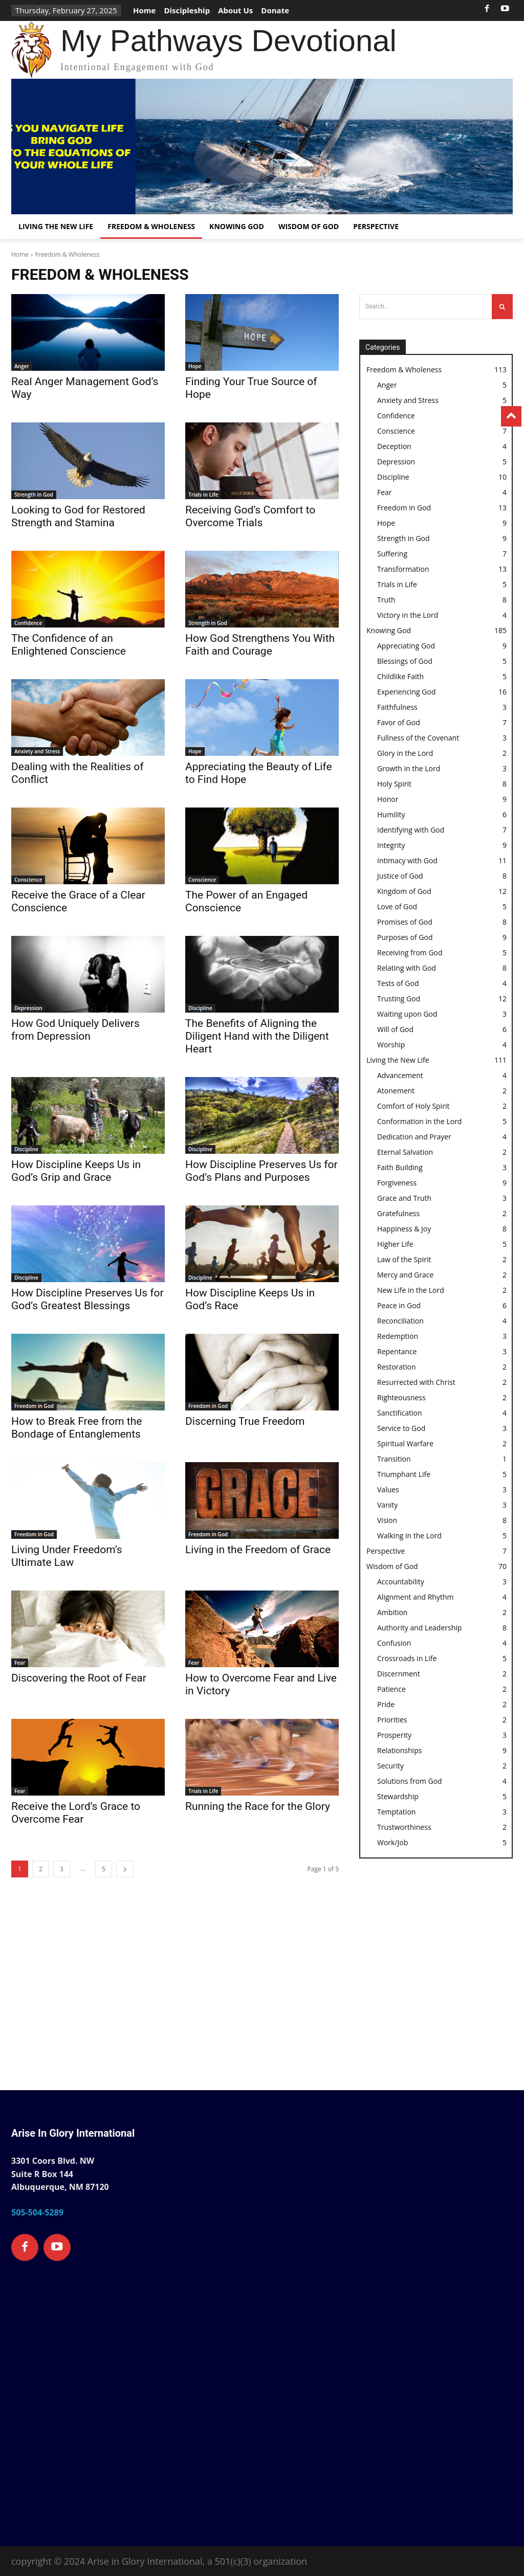 Thursday, February 27, 2025
Home Discipleship About Us Donate
My Pathways Devotional
Intentional Engagement with God
S YOU NAVIGATE LIFE
BRING GOD
TO THE EQUATIONS OF
YOUR WHOLE LIFE
LIVING THE NEW LIFE FREEDOM & WHOLENESS KNOWING GOD WISDOM OF GOD PERSPECTIVE
Home › Freedom & Wholeness
FREEDOM & WHOLENESS
Anger
Real Anger Management God's
Way
HOPE
Hope
Finding Your True Source of
Hope
Strength in God
Looking to God for Restored
Strength and Stamina
HOLY BIBLE
Trials in Life
Receiving God's Comfort to
Overcome Trials
Confidence
The Confidence of an
Enlightened Conscience
Strength in God
How God Strengthens You With
Faith and Courage
Anxiety and Stress
Dealing with the Realities of
Conflict
Hope
Appreciating the Beauty of Life
to Find Hope
Conscience
Receive the Grace of a Clear
Conscience
Conscience
The Power of an Engaged
Conscience
Depression
How God Uniquely Delivers
from Depression
Discipline
The Benefits of Aligning the
Diligent Hand with the Diligent
Heart
Discipline
How Discipline Keeps Us in
God's Grip and Grace
Discipline
How Discipline Preserves Us for
God's Plans and Purposes
Discipline
How Discipline Preserves Us for
God's Greatest Blessings
Discipline
How Discipline Keeps Us in
God's Race
Freedom in God
How to Break Free from the
Bondage of Entanglements
Freedom in God
Discerning True Freedom
Freedom in God
Living Under Freedom's
Ultimate Law
GRACE
Freedom in God
Living in the Freedom of Grace
Fear
Discovering the Root of Fear
Fear
How to Overcome Fear and Live
in Victory
Fear
Receive the Lord's Grace to
Overcome Fear
Trials in Life
Running the Race for the Glory
1 2 3 ... 5 >
Page 1 of 5
Search...
Categories
Freedom & Wholeness 113
Anger 5
Anxiety and Stress 5
Confidence
Conscience 7
Deception 4
Depression 5
Discipline 10
Fear 4
Freedom in God 13
Hope 9
Strength in God 9
Suffering 7
Transformation 13
Trials in Life 5
Truth 8
Victory in the Lord 4
Knowing God 185
Appreciating God 9
Blessings of God 5
Childlike Faith 5
Experiencing God 16
Faithfulness 3
Favor of God 7
Fullness of the Covenant 3
Glory in the Lord 2
Growth in the Lord 3
Holy Spirit 8
Honor 9
Humility 6
Identifying with God 7
Integrity 9
Intimacy with God 11
Justice of God 8
Kingdom of God 12
Love of God 5
Promises of God 8
Purposes of God 9
Receiving from God 5
Relating with God 8
Tests of God 4
Trusting God 12
Waiting upon God 3
Will of God 6
Worship 4
Living the New Life 111
Advancement 4
Atonement 2
Comfort of Holy Spirit 2
Conformation in the Lord 5
Dedication and Prayer 4
Eternal Salvation 2
Faith Building 3
Forgiveness 9
Grace and Truth 3
Gratefulness 2
Happiness & Joy 8
Higher Life 5
Law of the Spirit 2
Mercy and Grace 2
New Life in the Lord 2
Peace in God 6
Reconciliation 4
Redemption 3
Repentance 3
Restoration 2
Resurrected with Christ 2
Righteousness 2
Sanctification 4
Service to God 3
Spiritual Warfare 2
Transition 1
Triumphant Life 5
Values 3
Vanity 3
Vision 8
Walking in the Lord 5
Perspective 7
Wisdom of God 70
Accountability 3
Alignment and Rhythm 4
Ambition 2
Authority and Leadership 8
Confusion 4
Crossroads in Life 5
Discernment 2
Patience 2
Pride 2
Priorities 2
Prosperity 3
Relationships 9
Security 2
Solutions from God 4
Stewardship 5
Temptation 3
Trustworthiness 2
Work/Job 5
Arise In Glory International
3301 Coors Blvd. NW
Suite R Box 144
Albuquerque, NM 87120
505-504-5289
copyright © 2024 Arise in Glory International, a 501(c)(3) organization